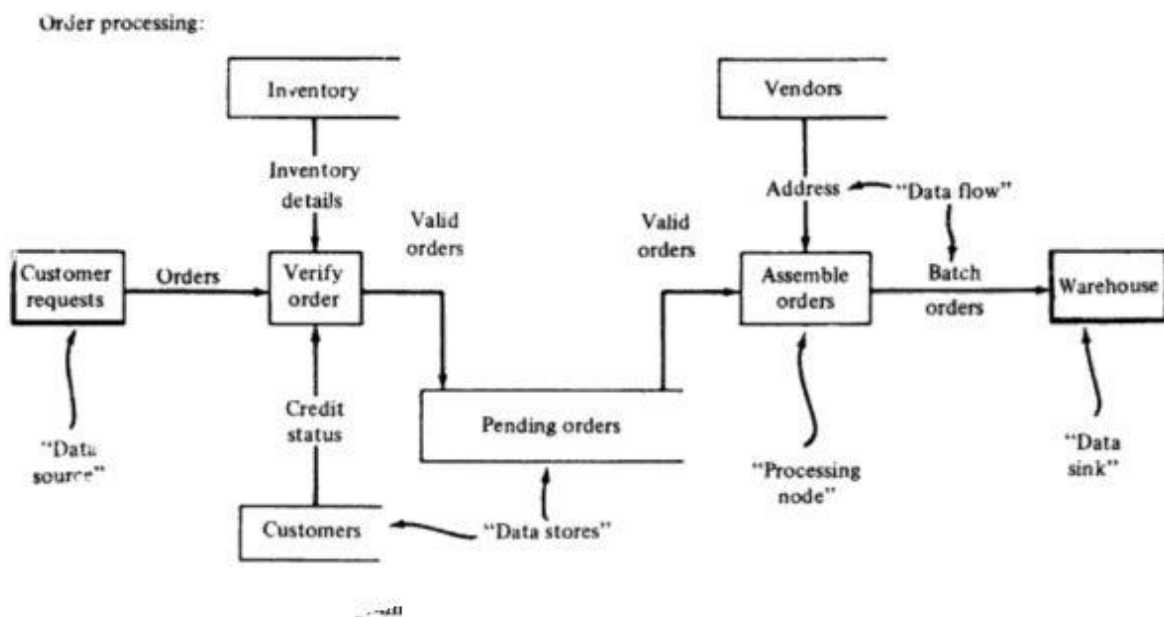 Order processing:
Inventory
Vendors
Inventory
details
Address
“Data flow”
Valid
orders
Valid
orders
Customer
requests
Orders
Verify
order
Assemble
orders
Batch
orders
Warehouse
Credit
status
Pending orders
“Data
source”
“Processing
node”
“Data
sink”
Customers
“Data stores”